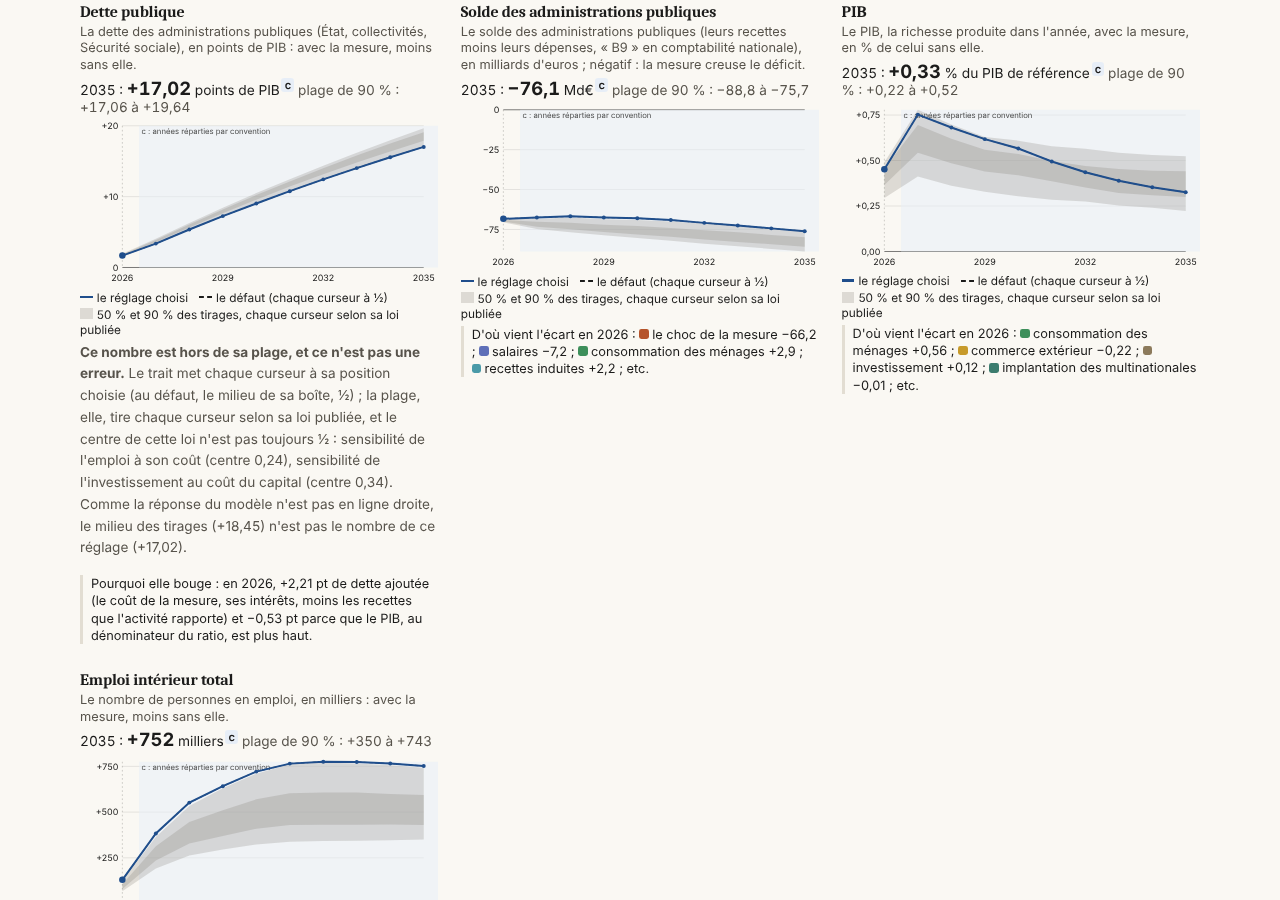 Dette publique
La dette des administrations publiques (État, collectivités,
Sécurité sociale), en points de PIB : avec la mesure, moins
sans elle.
2035 : +17,02 points de PIB c plage de 90 % :
+17,06 à +19,64
c : années réparties par convention
+20
+10
0
2026
2029
2032
2035
le réglage choisi
le défaut (chaque curseur à ½)
50 % et 90 % des tirages, chaque curseur selon sa loi
publiée
Ce nombre est hors de sa plage, et ce n'est pas une
erreur. Le trait met chaque curseur à sa position
choisie (au défaut, le milieu de sa boîte, ½) ; la plage,
elle, tire chaque curseur selon sa loi publiée, et le
centre de cette loi n'est pas toujours ½ : sensibilité de
l'emploi à son coût (centre 0,24), sensibilité de
l'investissement au coût du capital (centre 0,34).
Comme la réponse du modèle n'est pas en ligne droite,
le milieu des tirages (+18,45) n'est pas le nombre de ce
réglage (+17,02).
Pourquoi elle bouge : en 2026, +2,21 pt de dette ajoutée
(le coût de la mesure, ses intérêts, moins les recettes
que l'activité rapporte) et −0,53 pt parce que le PIB, au
dénominateur du ratio, est plus haut.
Solde des administrations publiques
Le solde des administrations publiques (leurs recettes
moins leurs dépenses, « B9 » en comptabilité nationale),
en milliards d'euros ; négatif : la mesure creuse le déficit.
2035 : −76,1 Md€ c plage de 90 % : −88,8 à −75,7
c : années réparties par convention
0
−25
−50
−75
2026
2029
2032
2035
le réglage choisi
le défaut (chaque curseur à ½)
50 % et 90 % des tirages, chaque curseur selon sa loi
publiée
D'où vient l'écart en 2026 : le choc de la mesure −66,2
; salaires −7,2 ; consommation des ménages +2,9 ;
recettes induites +2,2 ; etc.
PIB
Le PIB, la richesse produite dans l'année, avec la mesure,
en % de celui sans elle.
2035 : +0,33 % du PIB de référence c plage de 90
% : +0,22 à +0,52
c : années réparties par convention
+0,75
+0,50
+0,25
0,00
2026
2029
2032
2035
le réglage choisi
le défaut (chaque curseur à ½)
50 % et 90 % des tirages, chaque curseur selon sa loi
publiée
D'où vient l'écart en 2026 : consommation des
ménages +0,56 ; commerce extérieur −0,22 ;
investissement +0,12 ; implantation des multinationales
−0,01 ; etc.
Emploi intérieur total
Le nombre de personnes en emploi, en milliers : avec la
mesure, moins sans elle.
2035 : +752 milliers c plage de 90 % : +350 à +743
c : années réparties par convention
+750
+500
+250